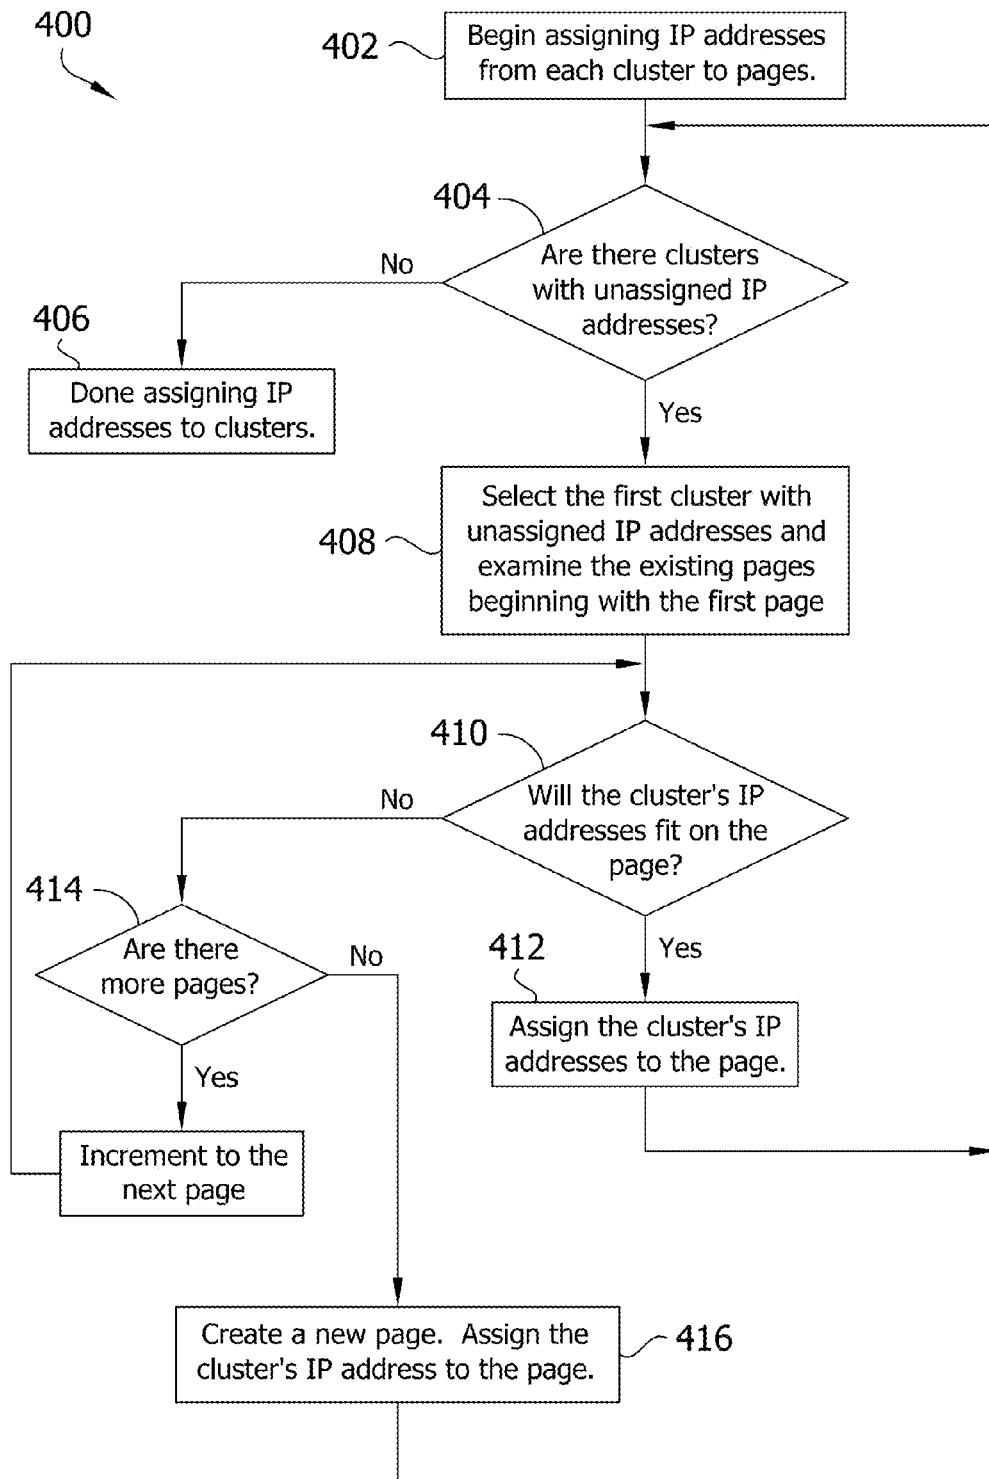 400
402
Begin assigning IP addresses
from each cluster to pages.
404
Are there clusters
with unassigned IP
addresses?
No
406
Done assigning IP
addresses to clusters.
Yes
408
Select the first cluster with
unassigned IP addresses and
examine the existing pages
beginning with the first page
410
Will the cluster's IP
addresses fit on the
page?
No
414
Are there
more pages?
No
Yes
412
Assign the cluster's IP
addresses to the page.
Yes
Increment to the
next page
Create a new page. Assign the
cluster's IP address to the page.
416